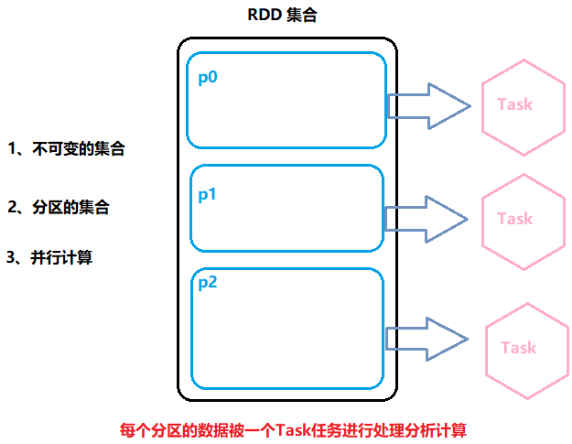 RDD 集合
p0
Task
1、不可变的集合
p1
2、分区的集合
Task
3、并行计算
p2
Task
每个分区的数据被一个Task任务进行处理分析计算